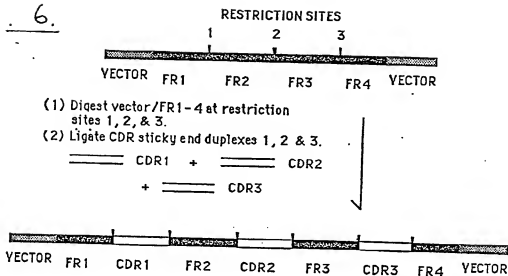 6.
RESTRICTION SITES
1 2 3
VECTOR FR1 FR2 FR3 FR4 VECTOR
(1) Digest vector/FR1-4 at restriction
sites 1, 2, & 3.
(2) Ligate CDR sticky end duplexes 1, 2 & 3.
CDR1 + CDR2
+ CDR3
VECTOR FR1 CDR1 FR2 CDR2 FR3 CDR3 FR4 VECTOR